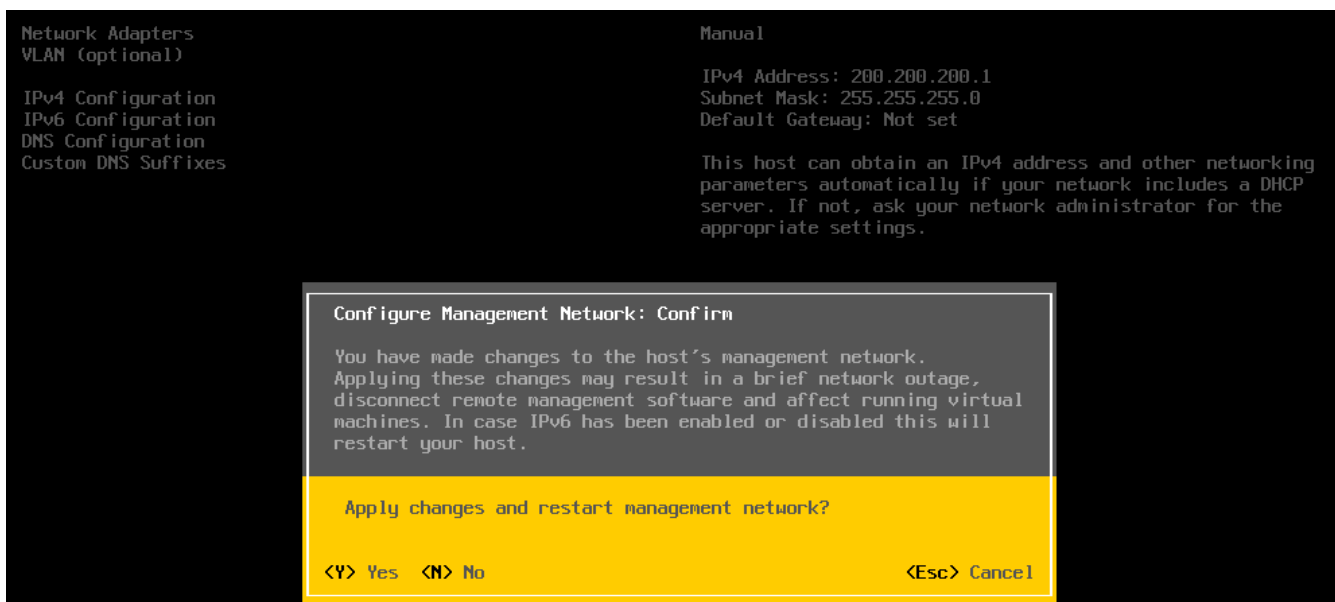 Network Adapters
VLAN (optional)
IPv4 Configuration
IPv6 Configuration
DNS Configuration
Custom DNS Suffixes
Manual
IPv4 Address: 200.200.200.1
Subnet Mask: 255.255.255.0
Default Gateway: Not set
This host can obtain an IPv4 address and other networking
parameters automatically if your network includes a DHCP
server. If not, ask your network administrator for the
appropriate settings.
Configure Management Network: Confirm
You have made changes to the host's management network.
Applying these changes may result in a brief network outage,
disconnect remote management software and affect running virtual
machines. In case IPv6 has been enabled or disabled this will
restart your host.
Apply changes and restart management network?
<Y> Yes <N> No <Esc> Cancel